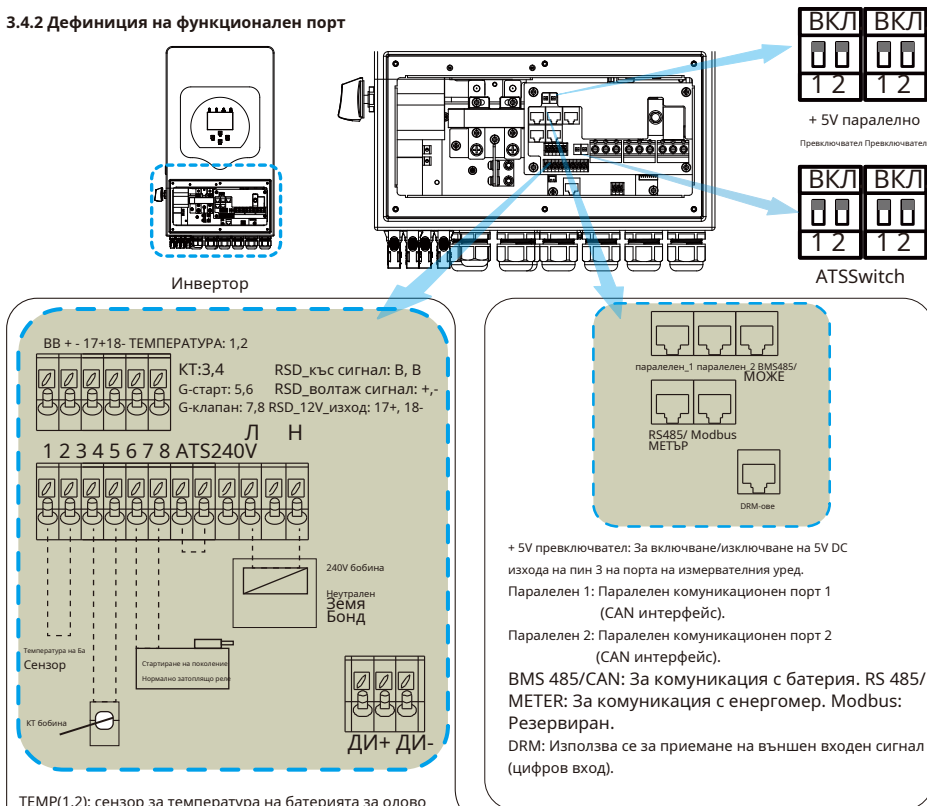 3.4.2 Дефиниция на функционален порт
ВКЛ ВКЛ
1 2 1 2
+ 5V паралелно
Превключвател Превключвател
ВКЛ ВКЛ
1 2 1 2
ATSSwitch
Инвертор
ВВ + - 17+18- ТЕМПЕРАТУРА: 1,2
КТ:3,4 RSD_къс сигнал: В, В
G-старт: 5,6 RSD_волтаж сигнал: +,-
G-клапан: 7,8 RSD_12V_изход: 17+, 18-
Л Н
1 2 3 4 5 6 7 8 ATS240V
240V бобина
Неутрален
Земя
Бонд
Температура на Ба
Сензор
Стартиране на поколение
Нормално затоплящо реле
КТ бобина
ДИ+ ДИ-
TEMP(1,2): сензор за температура на батерията за олово
паралелен_1 паралелен_2 BMS485/
МОЖЕ
RS485/ Modbus
МЕТЪР
DRM-ове
+ 5V превключвател: За включване/изключване на 5V DC
изхода на пин 3 на порта на измервателния уред.
Паралелен 1: Паралелен комуникационен порт 1
(CAN интерфейс).
Паралелен 2: Паралелен комуникационен порт 2
(CAN интерфейс).
BMS 485/CAN: За комуникация с батерия. RS 485/
METER: За комуникация с енергомер. Modbus:
Резервиран.
DRM: Използва се за приемане на външен входен сигнал
(цифров вход).